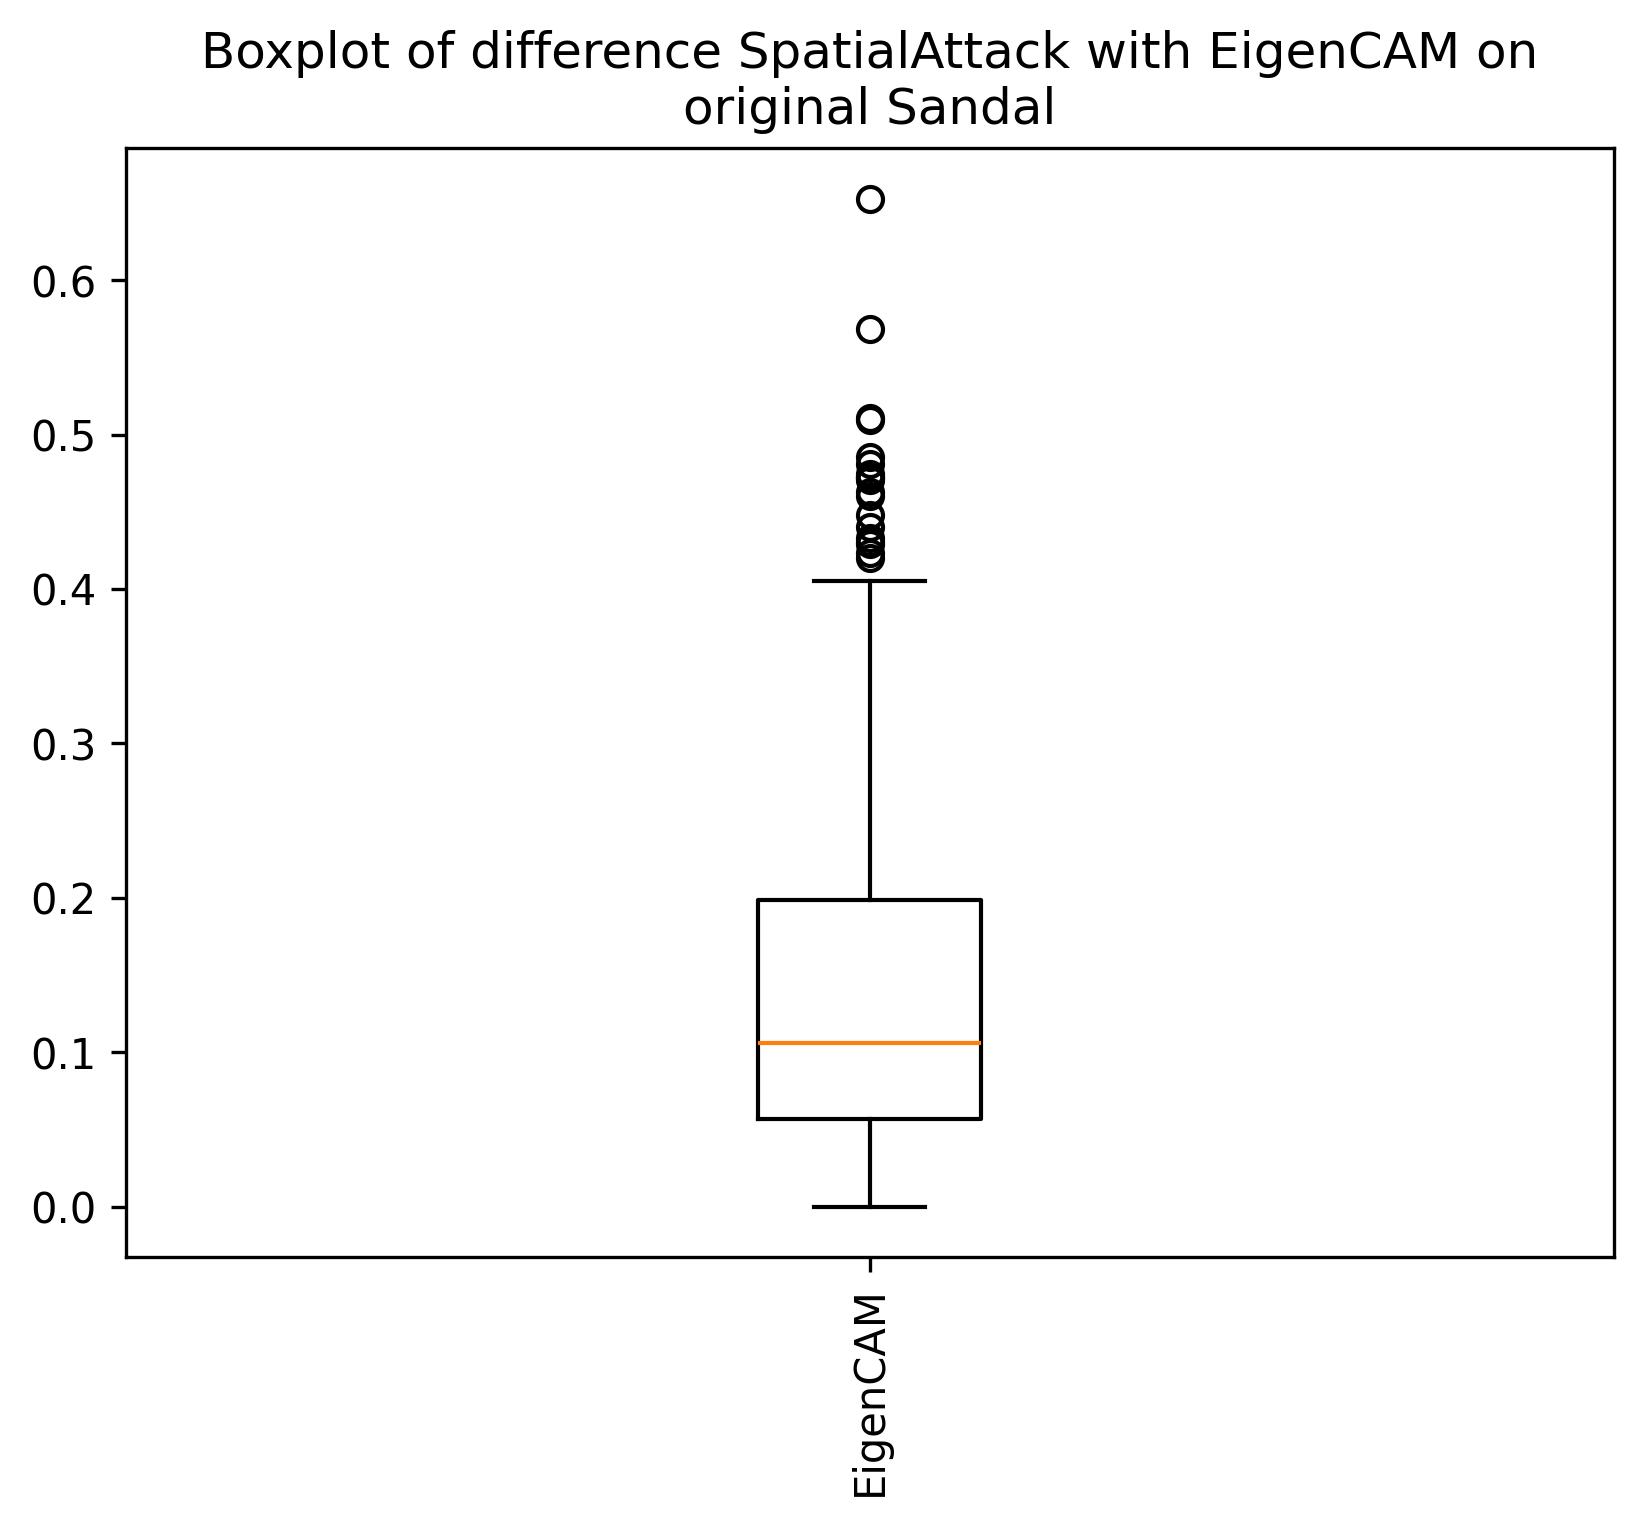 Boxplot of difference SpatialAttack with EigenCAM on
original Sandal
0.6
0.5
0.4
0.3
0.2
0.1
0.0
EigenCAM